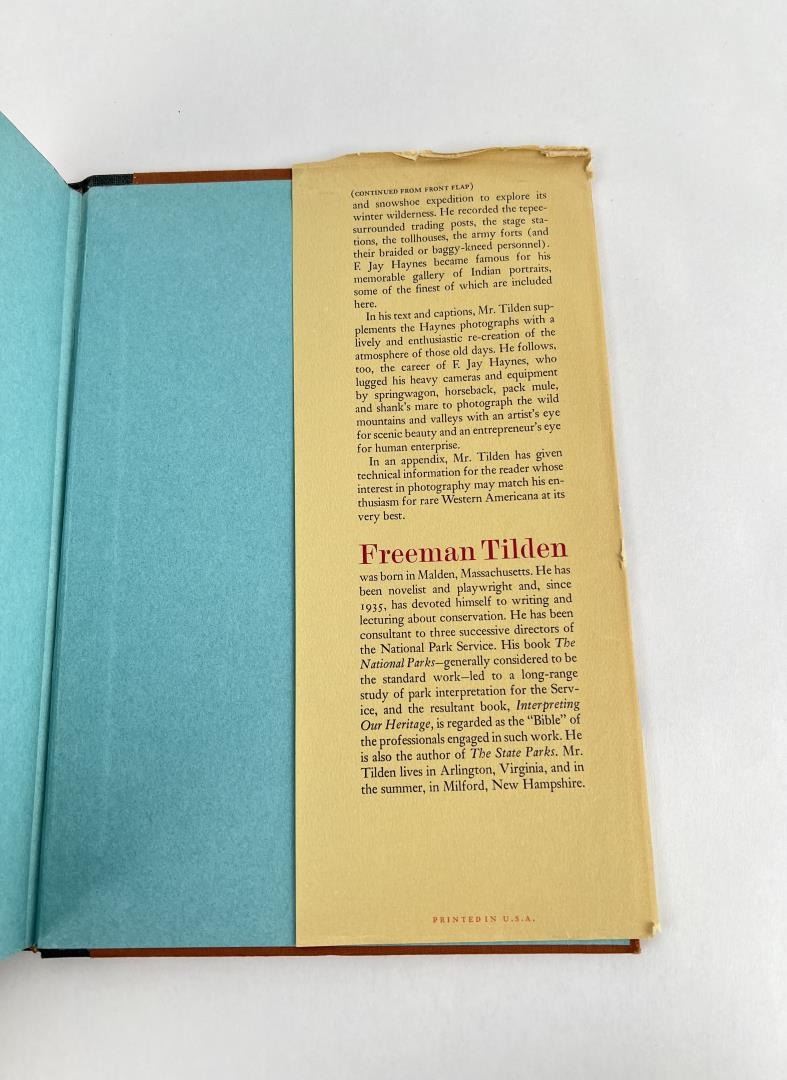 (CONTINUED FROM FRONT FLAP)
and snowshoe expedition to explore its
winter wilderness. He recorded the tepee-
surrounded trading posts, the stage sta-
tions, the tollhouses, the army forts (and
their braided or baggy-kneed personnel).
F. Jay Haynes became famous for his
memorable gallery of Indian portraits,
some of the finest of which are included
here.
In his text and captions, Mr. Tilden sup-
plements the Haynes photographs with a
lively and enthusiastic re-creation of the
atmosphere of those old days. He follows,
too, the career of F. Jay Haynes, who
lugged his heavy cameras and equipment
by springwagon, horseback, pack mule,
and shank's mare to photograph the wild
mountains and valleys with an artist's eye
for scenic beauty and an entrepreneur's eye
for human enterprise.
In an appendix, Mr. Tilden has given
technical information for the reader whose
interest in photography may match his en-
thusiasm for rare Western Americana at its
very best.
Freeman Tilden
was born in Malden, Massachusetts. He has
been novelist and playwright and, since
1935, has devoted himself to writing and
lecturing about conservation. He has been
consultant to three successive directors of
the National Park Service. His book The
National Parks—generally considered to be
the standard work—led to a long-range
study of park interpretation for the Serv-
ice, and the resultant book, Interpreting
Our Heritage, is regarded as the "Bible" of
the professionals engaged in such work. He
is also the author of The State Parks. Mr.
Tilden lives in Arlington, Virginia, and in
the summer, in Milford, New Hampshire.
PRINTED IN U.S.A.